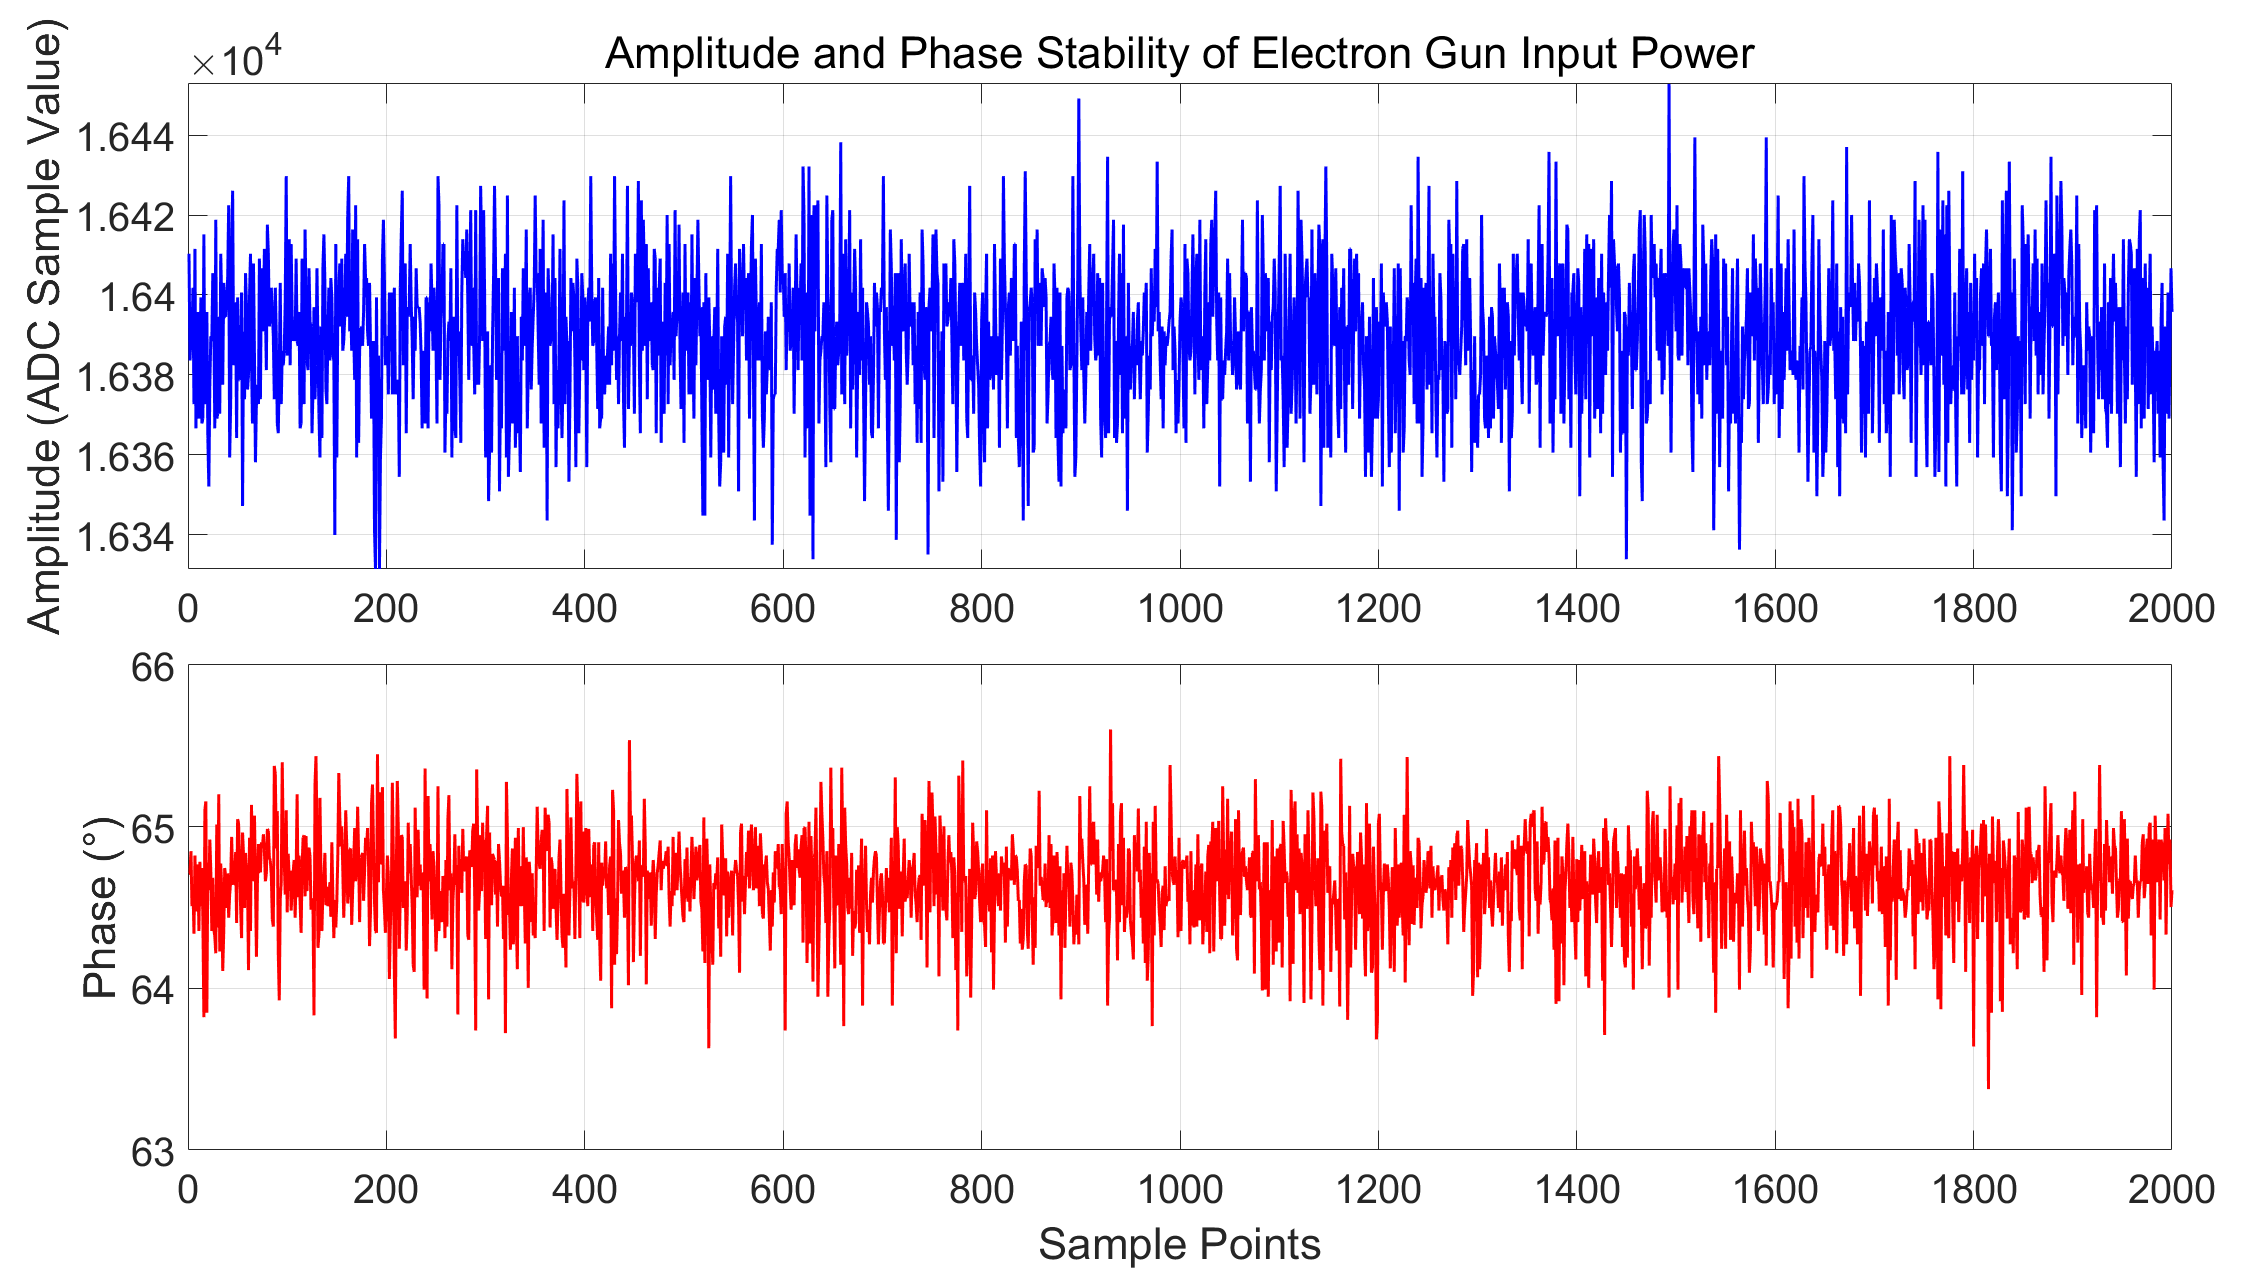 Amplitude and Phase Stability of Electron Gun Input Power
×10⁴
Amplitude (ADC Sample Value)
1.644
1.642
1.64
1.638
1.636
1.634
0 200 400 600 800 1000 1200 1400 1600 1800 2000
Phase (°)
66
65
64
63
0 200 400 600 800 1000 1200 1400 1600 1800 2000
Sample Points